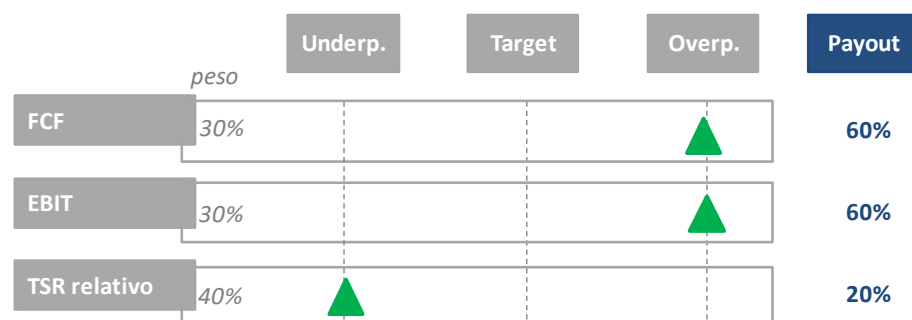 Underp. Target Overp. Payout
peso
FCF 30% 60%
EBIT 30% 60%
TSR relativo 40% 20%